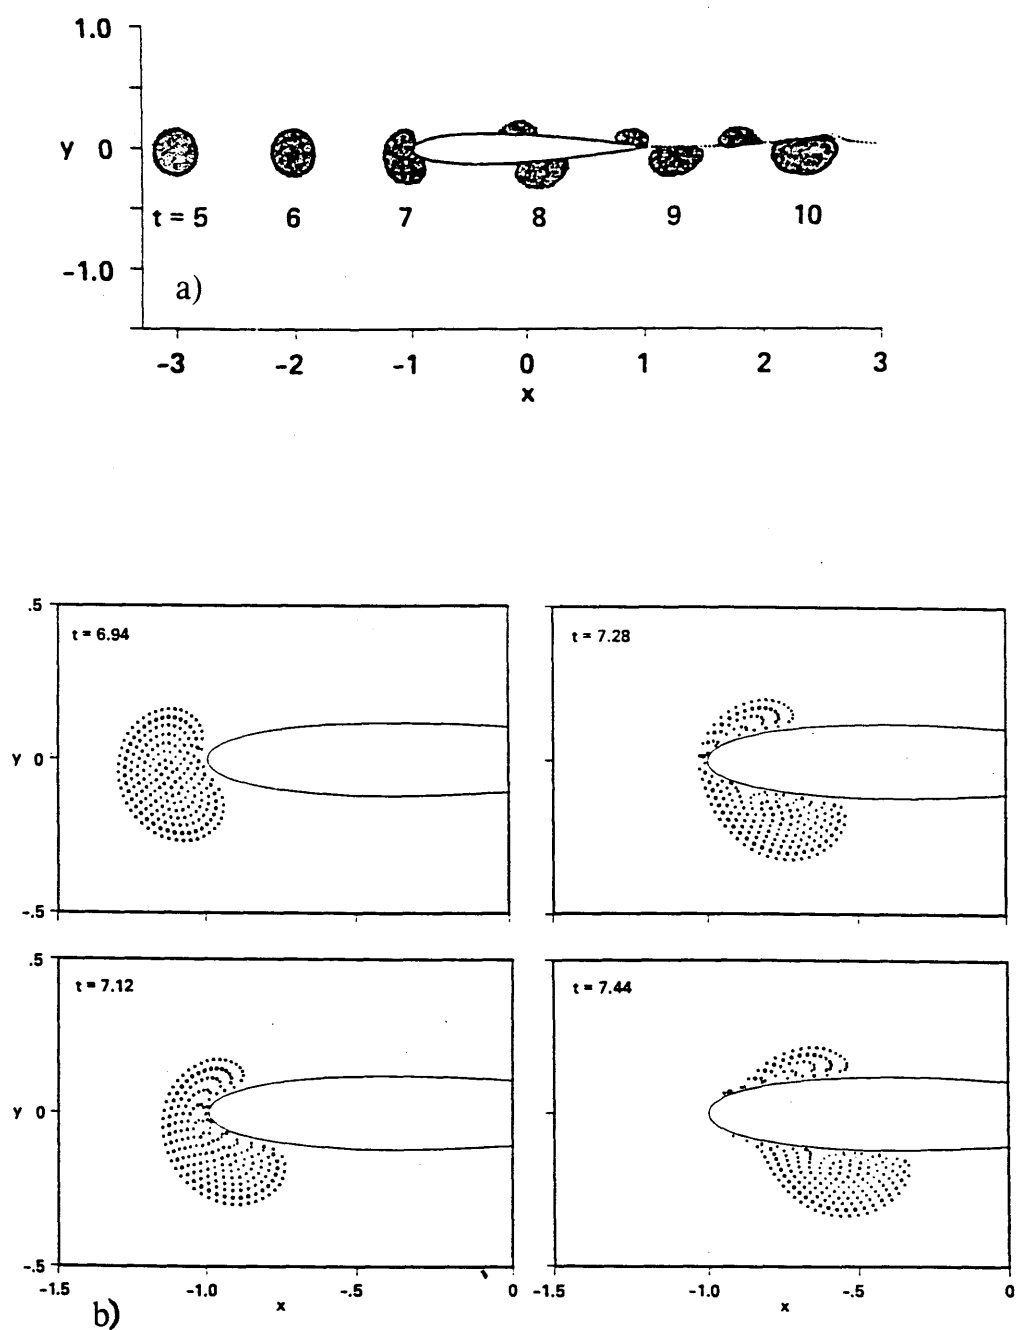 1.0
y 0
t = 5 6 7 8 9 10
-1.0
a)
-3 -2 -1 0 1 2 3
x
.5
t = 6.94
y 0
-.5
t = 7.28
.5
t = 7.12
y 0
-.5
-1.5 -1.0 -.5 0
x
t = 7.44
-1.5 -1.0 -.5 0
x
b)